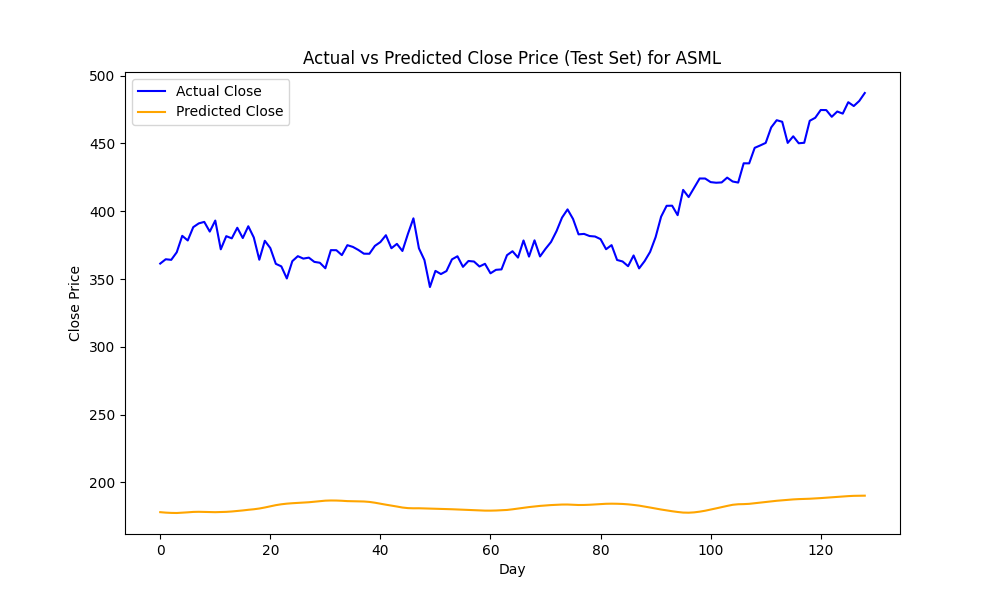 Actual vs Predicted Close Price (Test Set) for ASML
Actual Close
Predicted Close
500
450
400
350
300
250
200
Close Price
0 20 40 60 80 100 120
Day